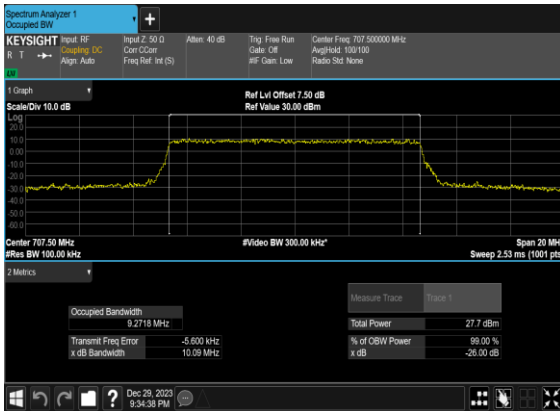 Spectrum Analyzer 1
Occupied BW
+
KEYSIGHT
R T
LXI
Input: RF
Coupling: DC
Align: Auto
Input Z: 50 Ω
Corr CCorr
Freq Ref: Int (S)
Atten: 40 dB
Trig: Free Run
Gate: Off
#IF Gain: Low
Center Freq: 707.500000 MHz
Avg|Hold: 100/100
Radio Std: None
1 Graph
Scale/Div 10.0 dB
Ref Lvl Offset 7.50 dB
Ref Value 30.00 dBm
Log
20.0
10.0
0.00
-10.0
-20.0
-30.0
-40.0
-50.0
-60.0
Center 707.50 MHz
#Res BW 100.00 kHz
#Video BW 300.00 kHz*
Span 20 MH
Sweep 2.53 ms (1001 pts
2 Metrics
Measure Trace Trace 1
Occupied Bandwidth
9.2718 MHz
Total Power 27.7 dBm
Transmit Freq Error -5.600 kHz
% of OBW Power 99.00 %
x dB Bandwidth 10.09 MHz
x dB -26.00 dB
?
Dec 29, 2023
9:34:38 PM